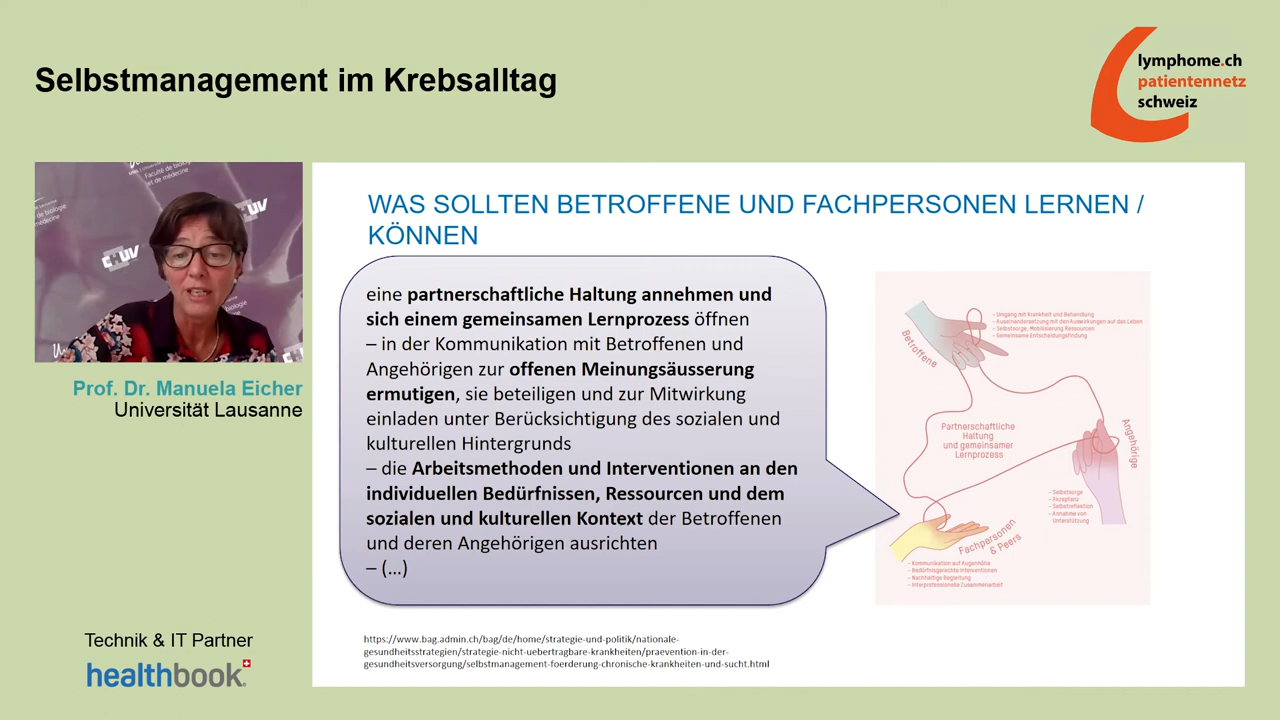 Selbstmanagement im Krebsalltag
lymphome.ch
patientennetz
schweiz
Faculté de biologie
et de médecine
CHUV
Prof. Dr. Manuela Eicher
Universität Lausanne
WAS SOLLTEN BETROFFENE UND FACHPERSONEN LERNEN /
KÖNNEN
eine partnerschaftliche Haltung annehmen und
sich einem gemeinsamen Lernprozess öffnen
– in der Kommunikation mit Betroffenen und
Angehörigen zur offenen Meinungsäusserung
ermutigen, sie beteiligen und zur Mitwirkung
einladen unter Berücksichtigung des sozialen und
kulturellen Hintergrunds
– die Arbeitsmethoden und Interventionen an den
individuellen Bedürfnissen, Ressourcen und dem
sozialen und kulturellen Kontext der Betroffenen
und deren Angehörigen ausrichten
– (...)
Betroffene
– Umgang mit Krankheit und Behandlung
– Auseinandersetzung mit den Auswirkungen auf das Leben
– Selbstsorge, Mobilisierung Ressourcen
– Gemeinsame Entscheidungsfindung
Partnerschaftliche
Haltung
und gemeinsamer
Lernprozess
Angehörige
– Selbstsorge
– Akzeptanz
– Selbstreflektion
– Annahme von
Unterstützung
Fachpersonen
& Peers
– Kommunikation auf Augenhöhe
– Bedürfnisgerechte Interventionen
– Nachhaltige Begleitung
– Interprofessionelle Zusammenarbeit
https://www.bag.admin.ch/bag/de/home/strategie-und-politik/nationale-
gesundheitsstrategien/strategie-nicht-uebertragbare-krankheiten/praevention-in-der-
gesundheitsversorgung/selbstmanagement-foerderung-chronische-krankheiten-und-sucht.html
Technik & IT Partner
healthbook